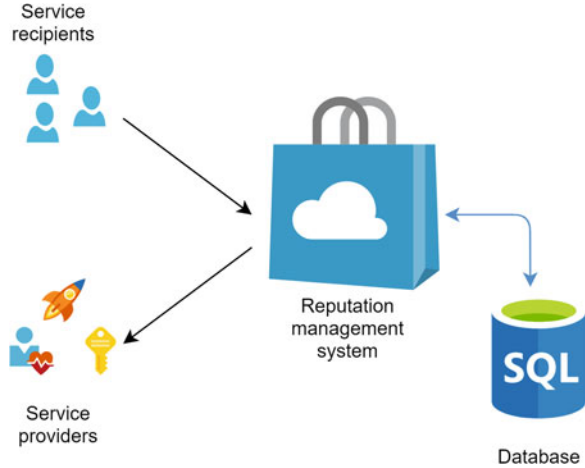 Service
recipients
Reputation
management
system
SQL
Service
providers
Database